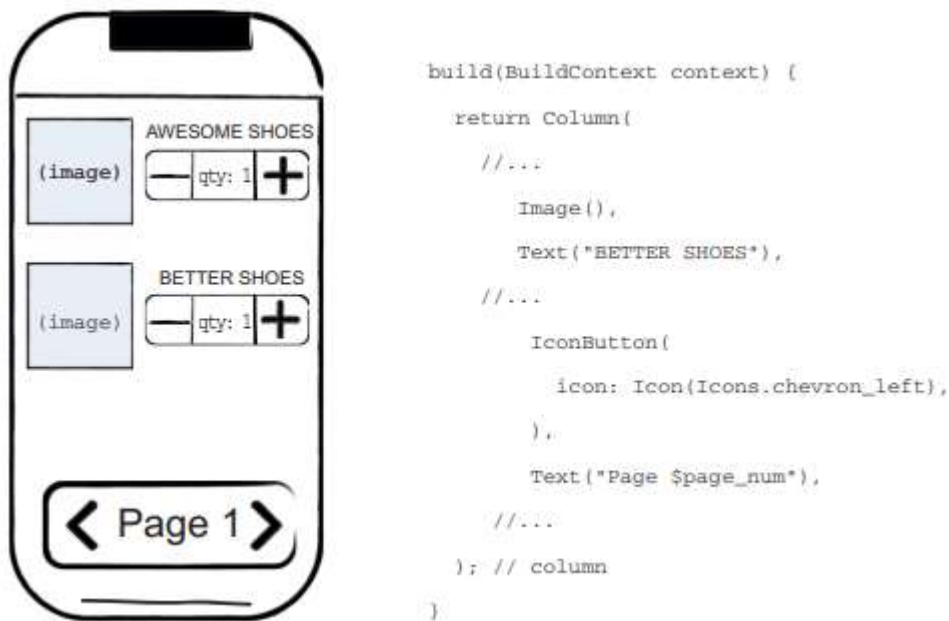 AWESOME SHOES
(image)
qty: 1
BETTER SHOES
(image)
qty: 1
Page 1
build(BuildContext context) {
return Column(
//...
Image(),
Text("BETTER SHOES"),
//...
IconButton(
icon: Icon(Icons.chevron_left),
),
Text("Page $page_num"),
//...
); // column
}